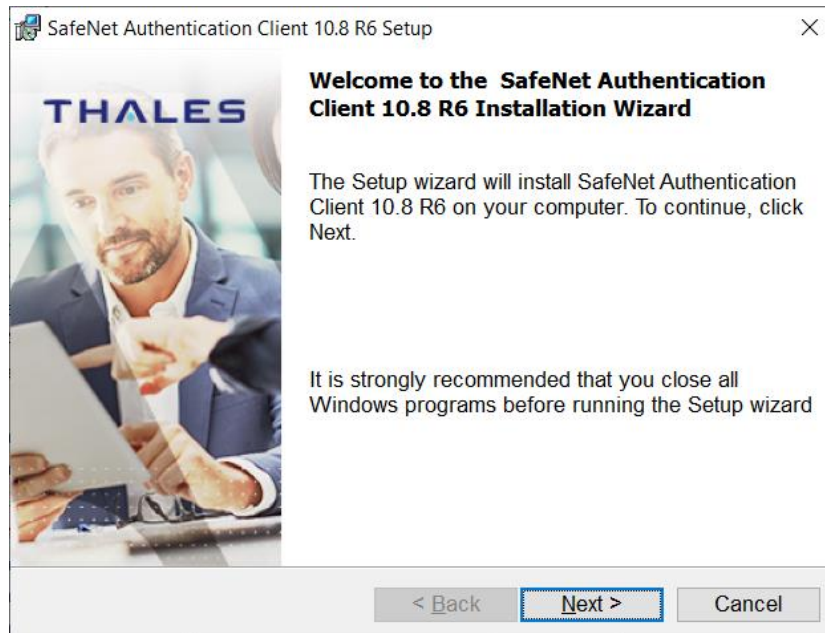 SafeNet Authentication Client 10.8 R6 Setup
THALES
Welcome to the SafeNet Authentication
Client 10.8 R6 Installation Wizard
The Setup wizard will install SafeNet Authentication
Client 10.8 R6 on your computer. To continue, click
Next.
It is strongly recommended that you close all
Windows programs before running the Setup wizard
< Back
Next >
Cancel